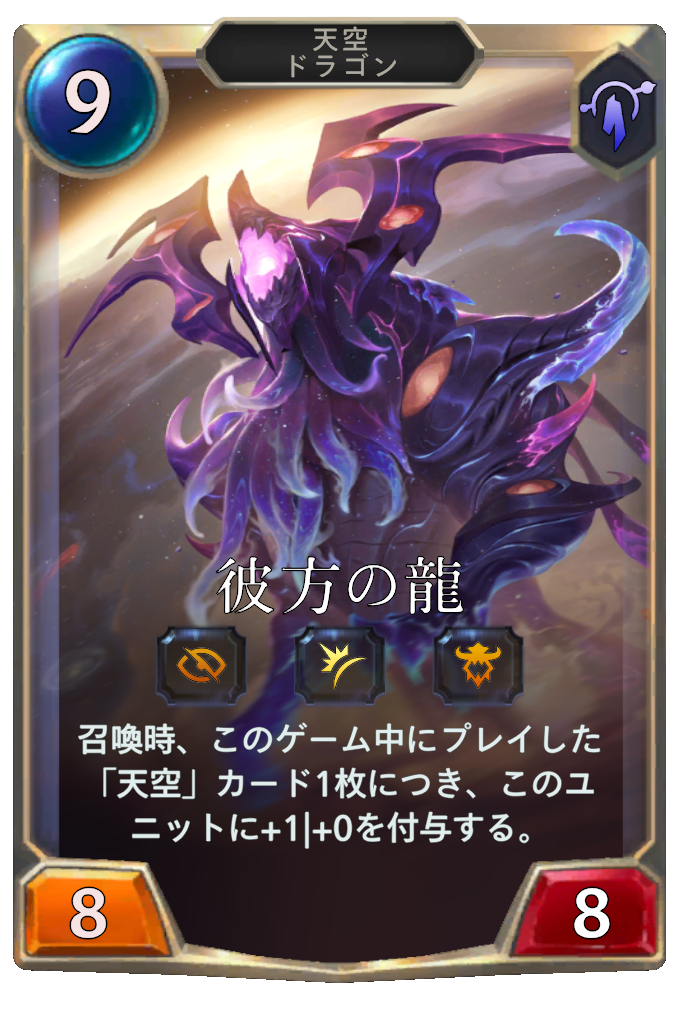 9
天空
ドラゴン
彼方の龍
召喚時、このゲーム中にプレイした
「天空」カード1枚につき、このユ
ニットに+1|+0を付与する。
8
8